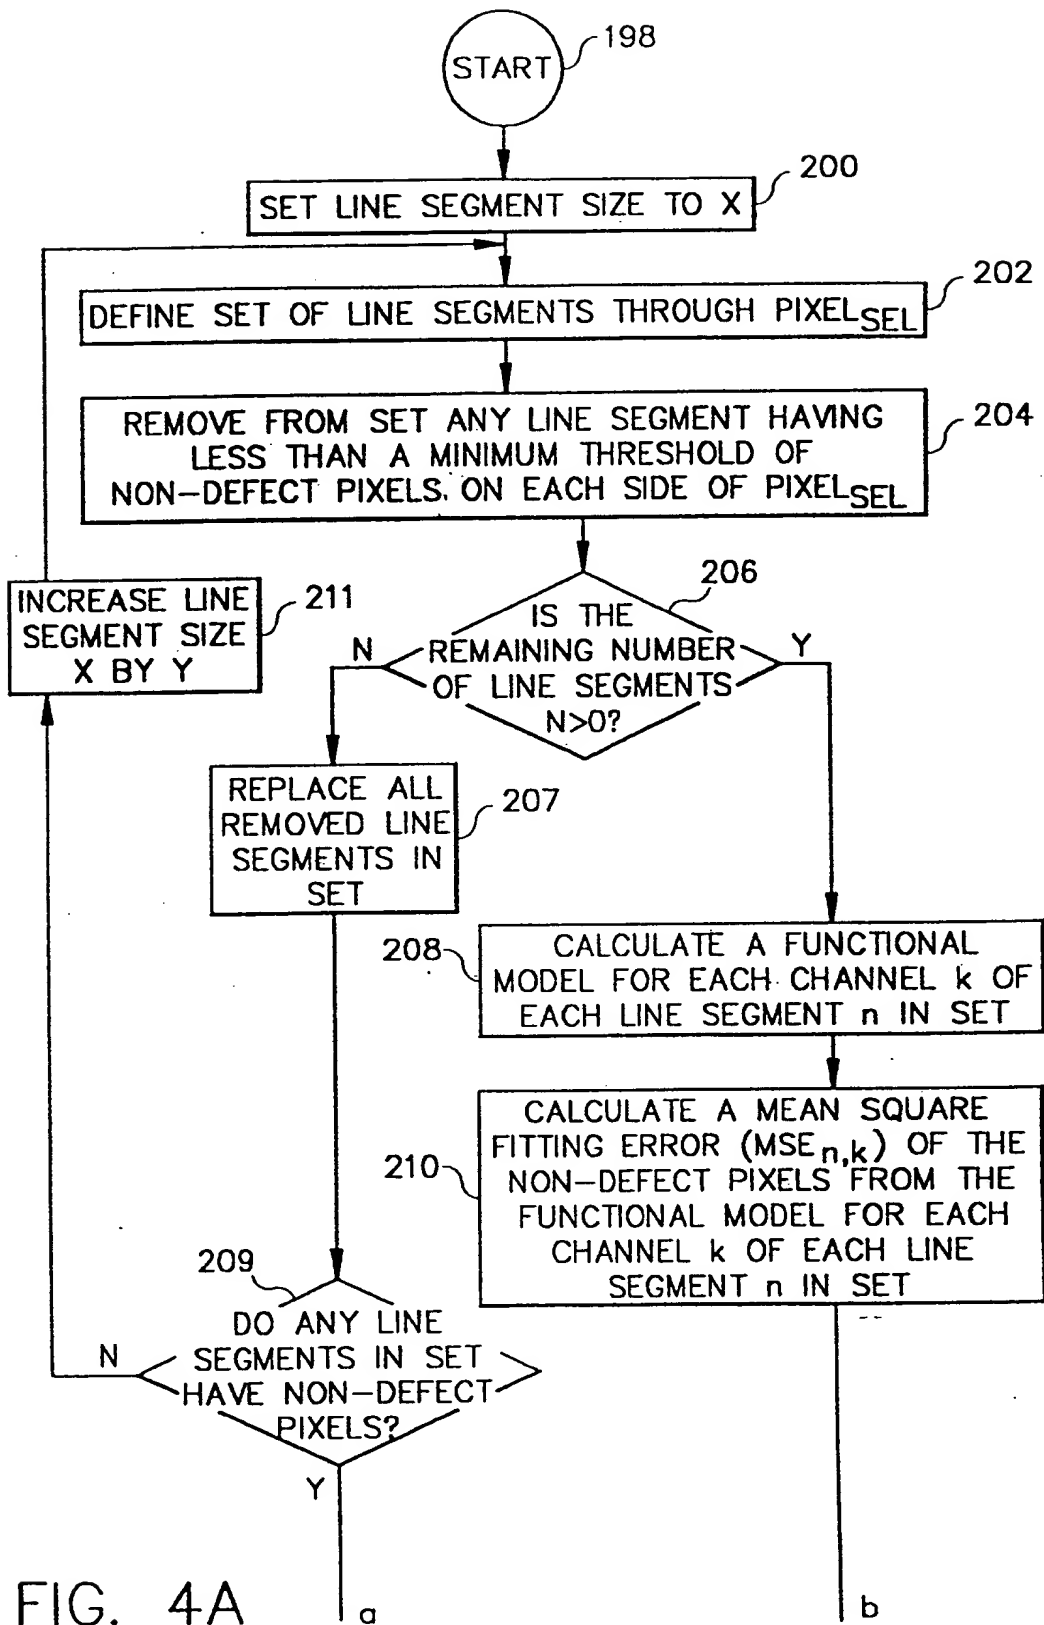 START
198
200
SET LINE SEGMENT SIZE TO X
202
DEFINE SET OF LINE SEGMENTS THROUGH PIXELSEL
204
REMOVE FROM SET ANY LINE SEGMENT HAVING
LESS THAN A MINIMUM THRESHOLD OF
NON-DEFECT PIXELS. ON EACH SIDE OF PIXELSEL
206
IS THE
REMAINING NUMBER
OF LINE SEGMENTS
N>0?
N
Y
INCREASE LINE
SEGMENT SIZE
X BY Y
211
REPLACE ALL
REMOVED LINE
SEGMENTS IN
SET
207
208
CALCULATE A FUNCTIONAL
MODEL FOR EACH CHANNEL k OF
EACH LINE SEGMENT n IN SET
210
CALCULATE A MEAN SQUARE
FITTING ERROR (MSEn,k) OF THE
NON-DEFECT PIXELS FROM THE
FUNCTIONAL MODEL FOR EACH
CHANNEL k OF EACH LINE
SEGMENT n IN SET
209
DO ANY LINE
SEGMENTS IN SET
HAVE NON-DEFECT
PIXELS?
N
Y
FIG. 4A
a
b